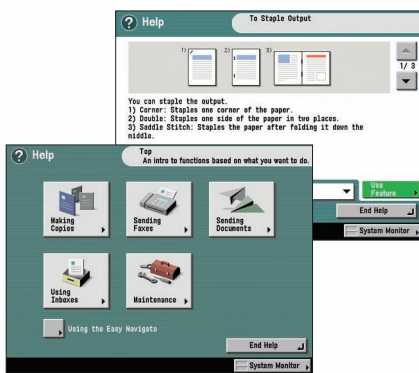 ? Help
To Staple Output
1) 2) 3)
1/ 3
You can staple the output.
1) Corner: Staples one corner of the paper.
2) Double: Staples one side of the paper in two places.
3) Saddle Stitch: Staples the paper after folding it down the
middle.
Use
Feature
End Help
System Monitor
? Help
Top
An intro to functions based on what you want to do.
Making
Copies
Sending
Faxes
Sending
Documents
Using
Inboxes
Maintenance
Using the Easy Navigate
End Help
System Monitor